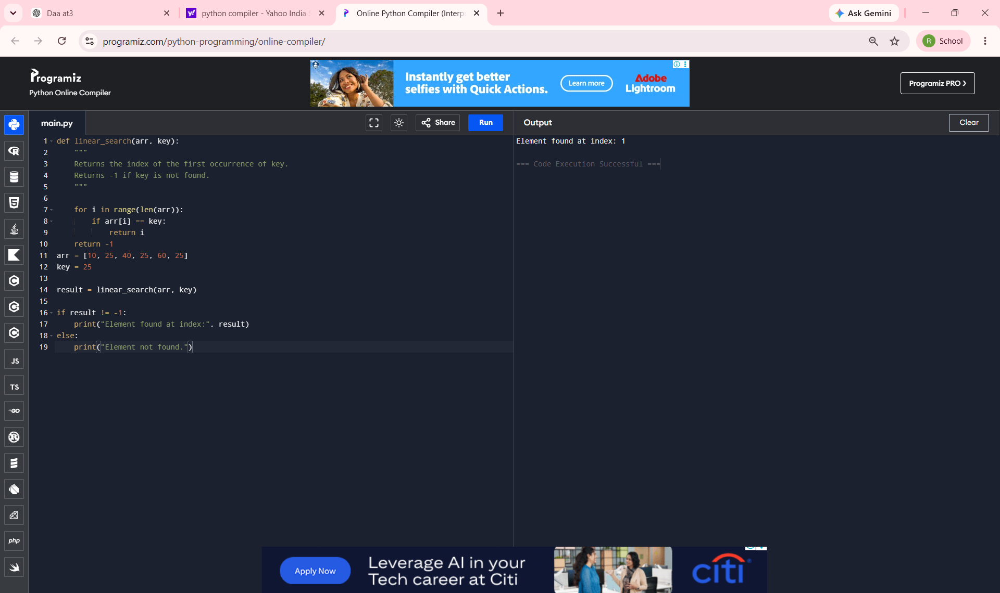 Daa at3
python compiler - Yahoo India
Online Python Compiler (Interp
Ask Gemini
programiz.com/python-programming/online-compiler/
R
School
Programiz
Python Online Compiler
Instantly get better
selfies with Quick Actions.
Learn more
Adobe
Lightroom
Programiz PRO ❯
main.py
Share
Run
Output
Clear
1 def linear_search(arr, key):
2     """
3     Returns the index of the first occurrence of key.
4     Returns -1 if key is not found.
5     """
6
7     for i in range(len(arr)):
8         if arr[i] == key:
9             return i
10     return -1
11 arr = [10, 25, 40, 25, 60, 25]
12 key = 25
13
14 result = linear_search(arr, key)
15
16 if result != -1:
17     print("Element found at index:", result)
18 else:
19     print("Element not found.")
Element found at index: 1
=== Code Execution Successful ===
JS
TS
GO
php
Apply Now
Leverage AI in your
Tech career at Citi
citi